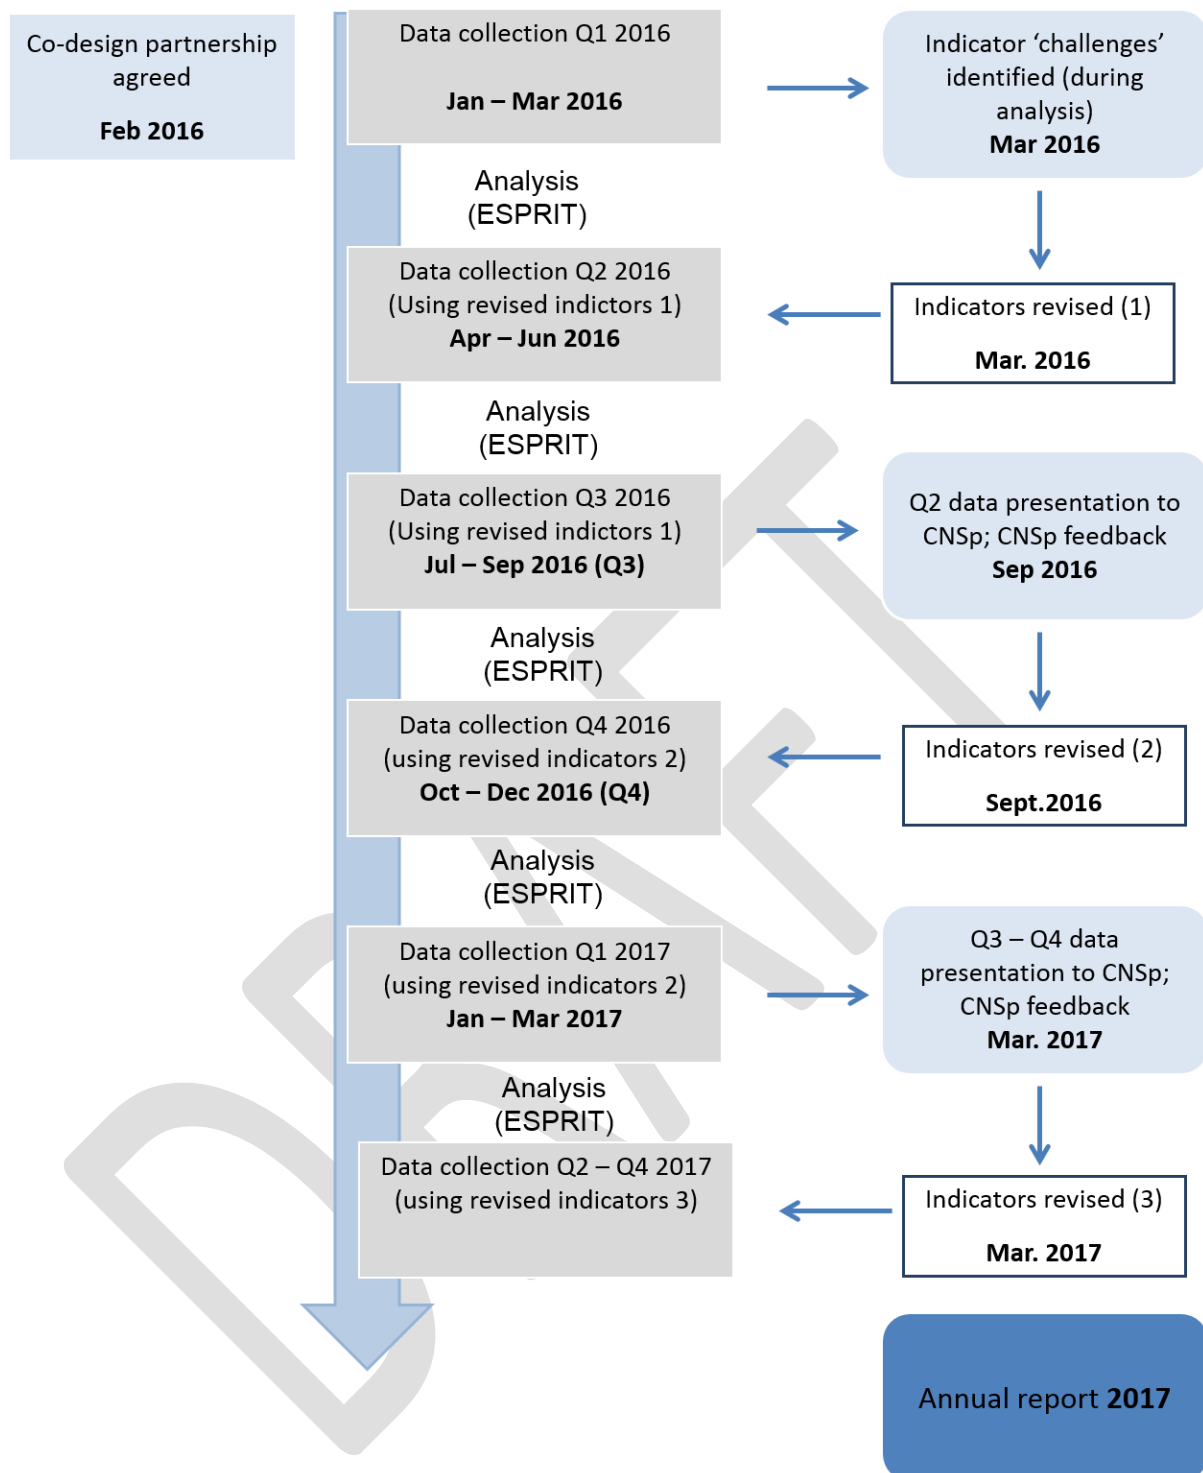 Co-design partnership
agreed
Feb 2016
Data collection Q1 2016
Jan – Mar 2016
Indicator ‘challenges’
identified (during
analysis)
Mar 2016
Analysis
(ESPRIT)
Data collection Q2 2016
(Using revised indictors 1)
Apr – Jun 2016
Indicators revised (1)
Mar. 2016
Analysis
(ESPRIT)
Data collection Q3 2016
(Using revised indictors 1)
Jul – Sep 2016 (Q3)
Q2 data presentation to
CNSp; CNSp feedback
Sep 2016
Analysis
(ESPRIT)
Data collection Q4 2016
(using revised indicators 2)
Oct – Dec 2016 (Q4)
Indicators revised (2)
Sept.2016
Analysis
(ESPRIT)
Data collection Q1 2017
(using revised indicators 2)
Jan – Mar 2017
Q3 – Q4 data
presentation to CNSp;
CNSp feedback
Mar. 2017
Analysis
(ESPRIT)
Data collection Q2 – Q4 2017
(using revised indicators 3)
Indicators revised (3)
Mar. 2017
Annual report 2017
DRAFT